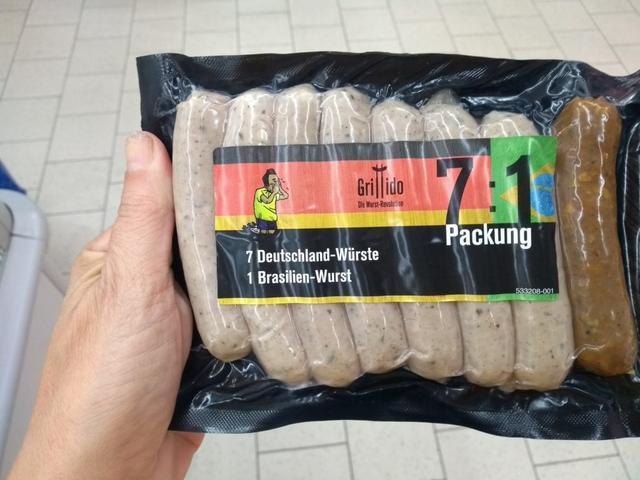 Grillido
Die Wurst-Revolution
7:1
Packung
7 Deutschland-Würste
1 Brasilien-Wurst
533208-001